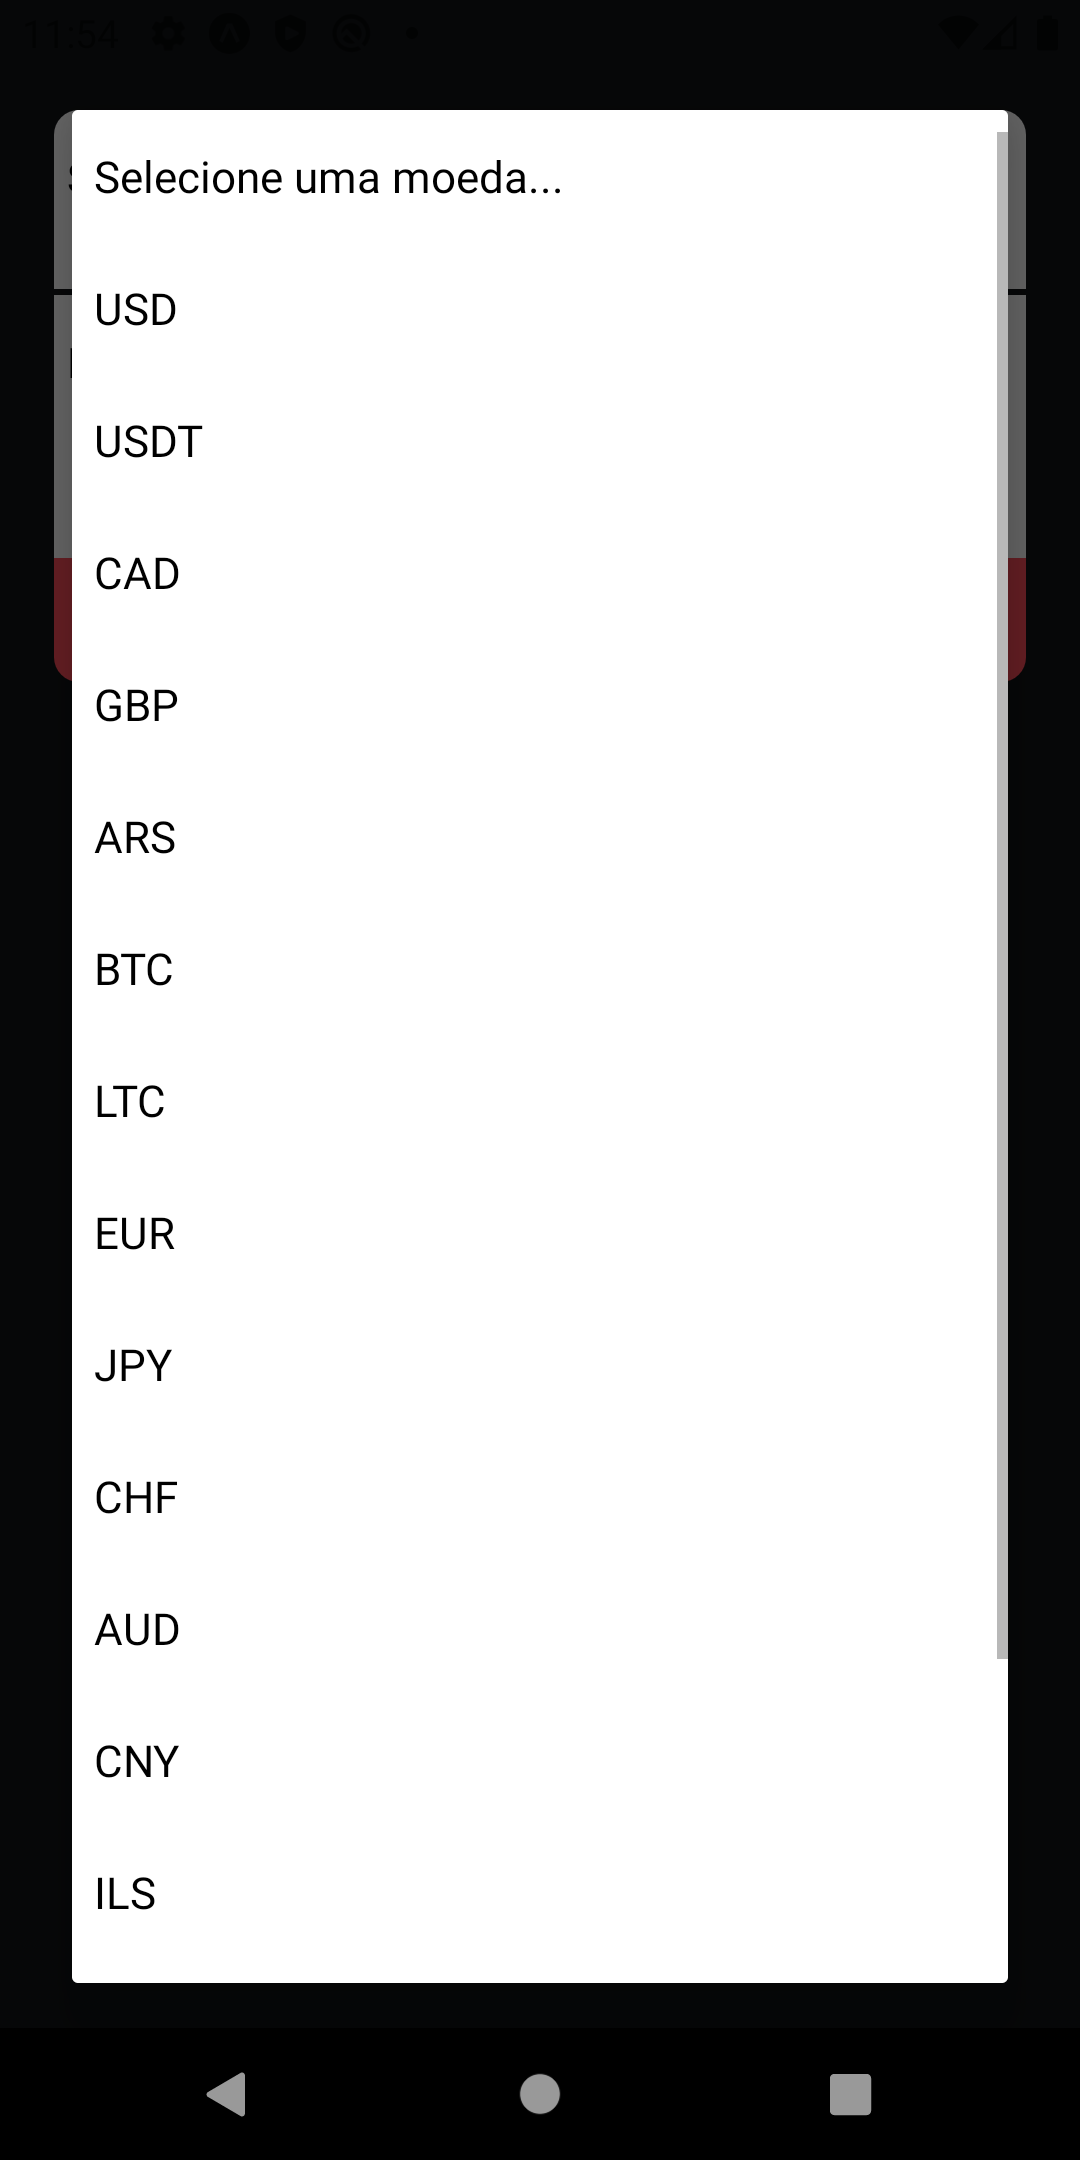 11:54
Selecione uma moeda...
USD
USDT
CAD
GBP
ARS
BTC
LTC
EUR
JPY
CHF
AUD
CNY
ILS